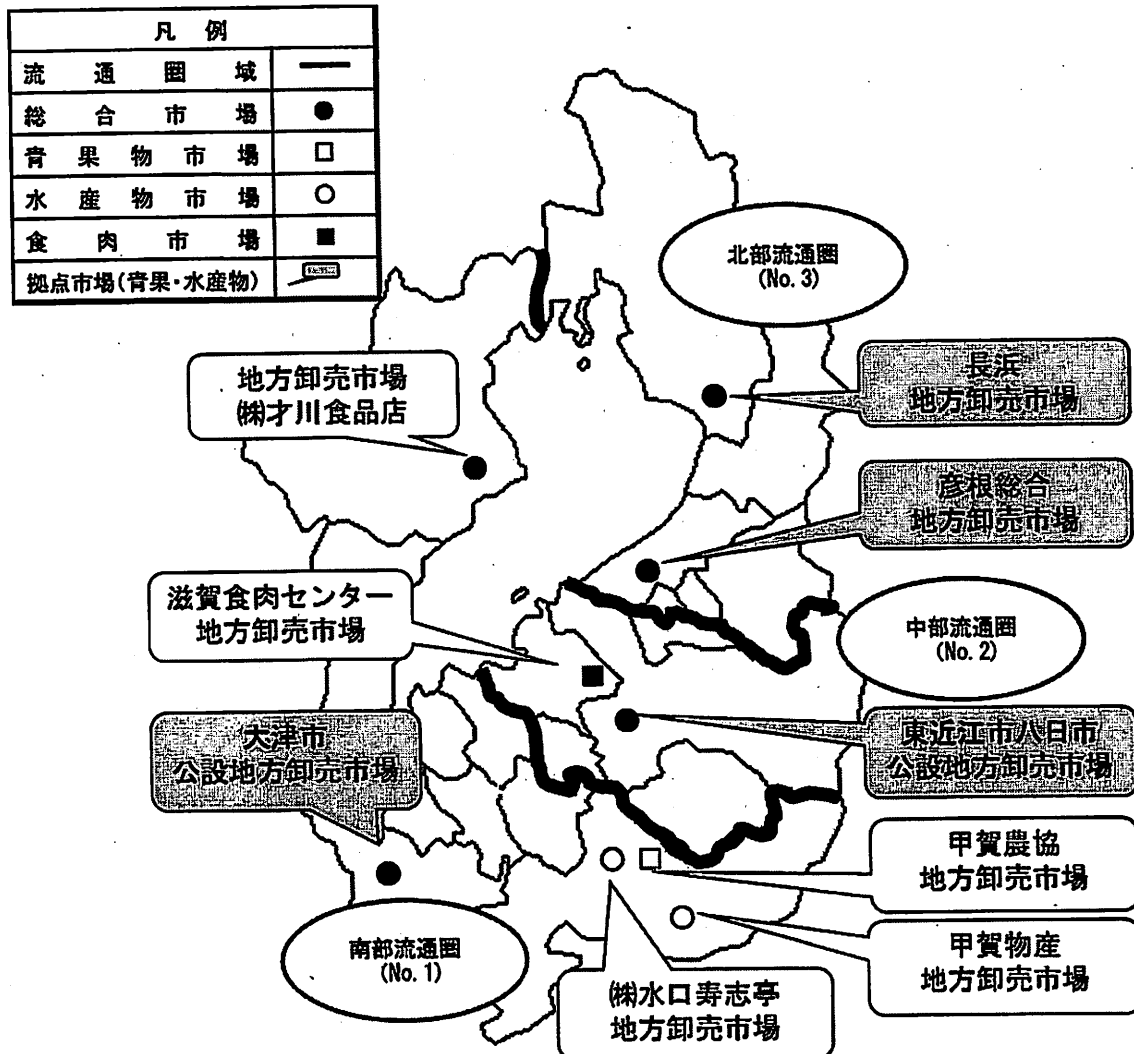 凡例
流通圏域
総合市場
青果物市場
水産物市場
食肉市場
拠点市場(青果・水産物)
北部流通圏
(No.3)
地方卸売市場
㈱才川食品店
長浜
地方卸売市場
彦根総合
地方卸売市場
滋賀食肉センター
地方卸売市場
中部流通圏
(No.2)
大津市
公設地方卸売市場
東近江市八日市
公設地方卸売市場
甲賀農協
地方卸売市場
南部流通圏
(No.1)
甲賀物産
地方卸売市場
㈱水口寿志亭
地方卸売市場